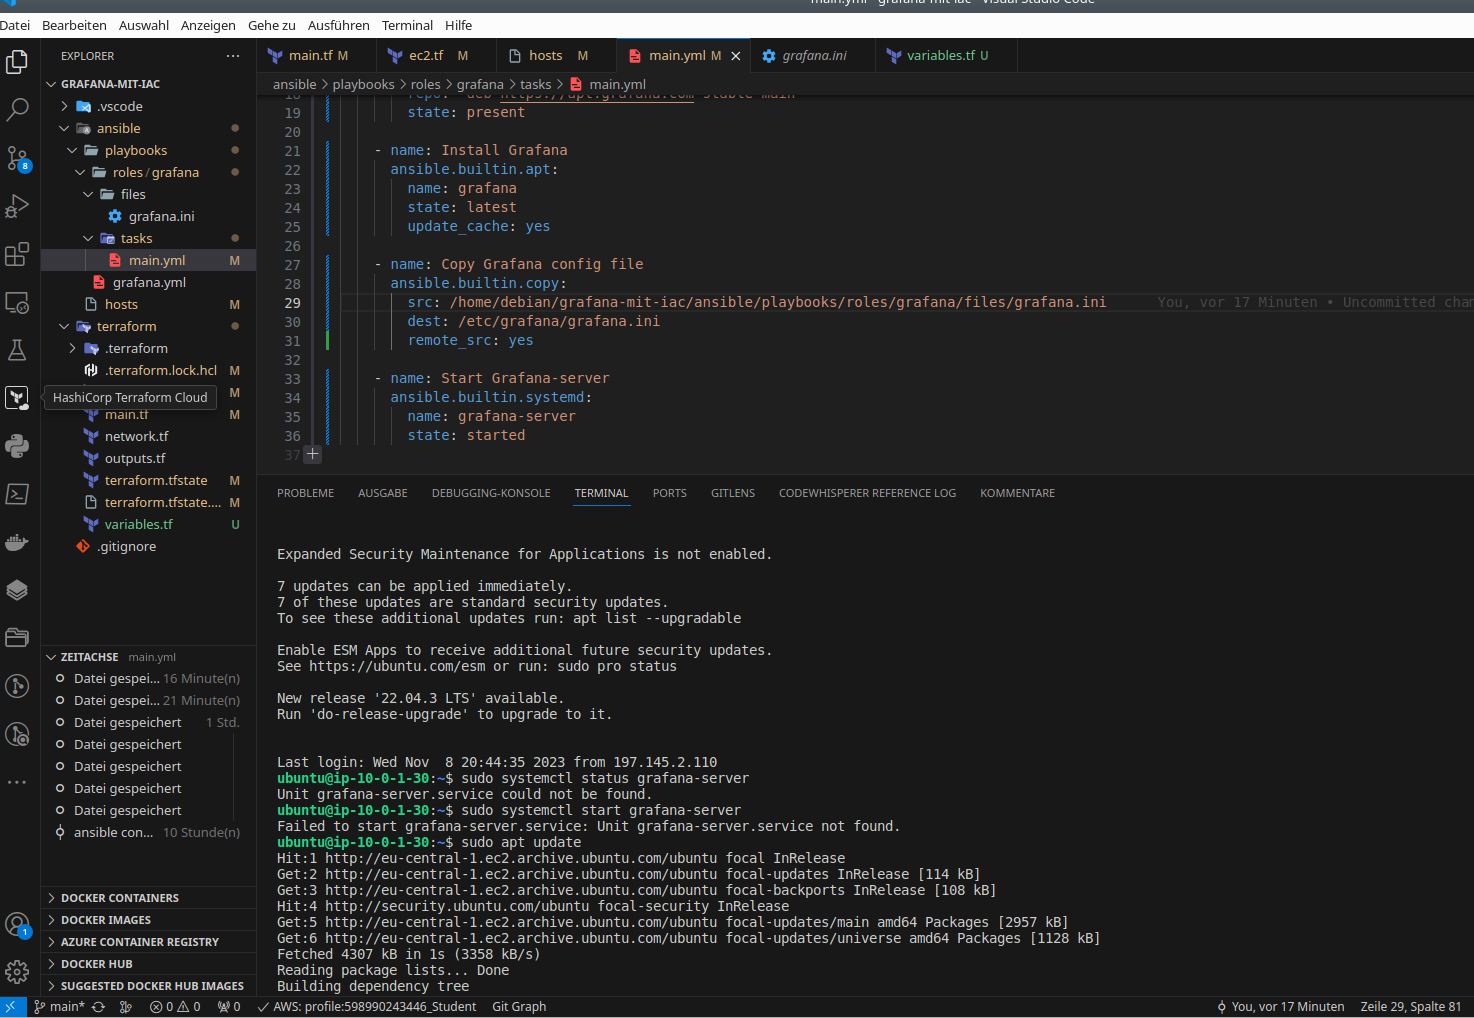 main.yml - grafana-mit-iac - Visual Studio Code
Datei Bearbeiten Auswahl Anzeigen Gehe zu Ausführen Terminal Hilfe
EXPLORER ...
GRAFANA-MIT-IAC
.vscode
ansible
playbooks
roles / grafana
files
grafana.ini
tasks
main.yml M
grafana.yml
hosts M
terraform
.terraform
.terraform.lock.hcl M
M
HashiCorp Terraform Cloud
main.tf M
network.tf
outputs.tf
terraform.tfstate M
terraform.tfstate.... M
variables.tf U
.gitignore
8
1
ZEITACHSE main.yml
Datei gespei... 16 Minute(n)
Datei gespei... 21 Minute(n)
Datei gespeichert 1 Std.
Datei gespeichert
Datei gespeichert
Datei gespeichert
Datei gespeichert
ansible con... 10 Stunde(n)
DOCKER CONTAINERS
DOCKER IMAGES
AZURE CONTAINER REGISTRY
DOCKER HUB
SUGGESTED DOCKER HUB IMAGES
main.tf M ec2.tf M hosts M main.yml M grafana.ini variables.tf U
ansible > playbooks > roles > grafana > tasks > main.yml
18 repo: deb https://apt.grafana.com stable main
19 state: present
20
21 - name: Install Grafana
22 ansible.builtin.apt:
23 name: grafana
24 state: latest
25 update_cache: yes
26
27 - name: Copy Grafana config file
28 ansible.builtin.copy:
29 src: /home/debian/grafana-mit-iac/ansible/playbooks/roles/grafana/files/grafana.ini You, vor 17 Minuten • Uncommitted chan
30 dest: /etc/grafana/grafana.ini
31 remote_src: yes
32
33 - name: Start Grafana-server
34 ansible.builtin.systemd:
35 name: grafana-server
36 state: started
37
PROBLEME AUSGABE DEBUGGING-KONSOLE TERMINAL PORTS GITLENS CODEWHISPERER REFERENCE LOG KOMMENTARE
Expanded Security Maintenance for Applications is not enabled.
7 updates can be applied immediately.
7 of these updates are standard security updates.
To see these additional updates run: apt list --upgradable
Enable ESM Apps to receive additional future security updates.
See https://ubuntu.com/esm or run: sudo pro status
New release '22.04.3 LTS' available.
Run 'do-release-upgrade' to upgrade to it.
Last login: Wed Nov  8 20:44:35 2023 from 197.145.2.110
ubuntu@ip-10-0-1-30:~$ sudo systemctl status grafana-server
Unit grafana-server.service could not be found.
ubuntu@ip-10-0-1-30:~$ sudo systemctl start grafana-server
Failed to start grafana-server.service: Unit grafana-server.service not found.
ubuntu@ip-10-0-1-30:~$ sudo apt update
Hit:1 http://eu-central-1.ec2.archive.ubuntu.com/ubuntu focal InRelease
Get:2 http://eu-central-1.ec2.archive.ubuntu.com/ubuntu focal-updates InRelease [114 kB]
Get:3 http://eu-central-1.ec2.archive.ubuntu.com/ubuntu focal-backports InRelease [108 kB]
Hit:4 http://security.ubuntu.com/ubuntu focal-security InRelease
Get:5 http://eu-central-1.ec2.archive.ubuntu.com/ubuntu focal-updates/main amd64 Packages [2957 kB]
Get:6 http://eu-central-1.ec2.archive.ubuntu.com/ubuntu focal-updates/universe amd64 Packages [1128 kB]
Fetched 4307 kB in 1s (3358 kB/s)
Reading package lists... Done
Building dependency tree
main* 0 0 0 AWS: profile:598990243446_Student Git Graph You, vor 17 Minuten Zeile 29, Spalte 81